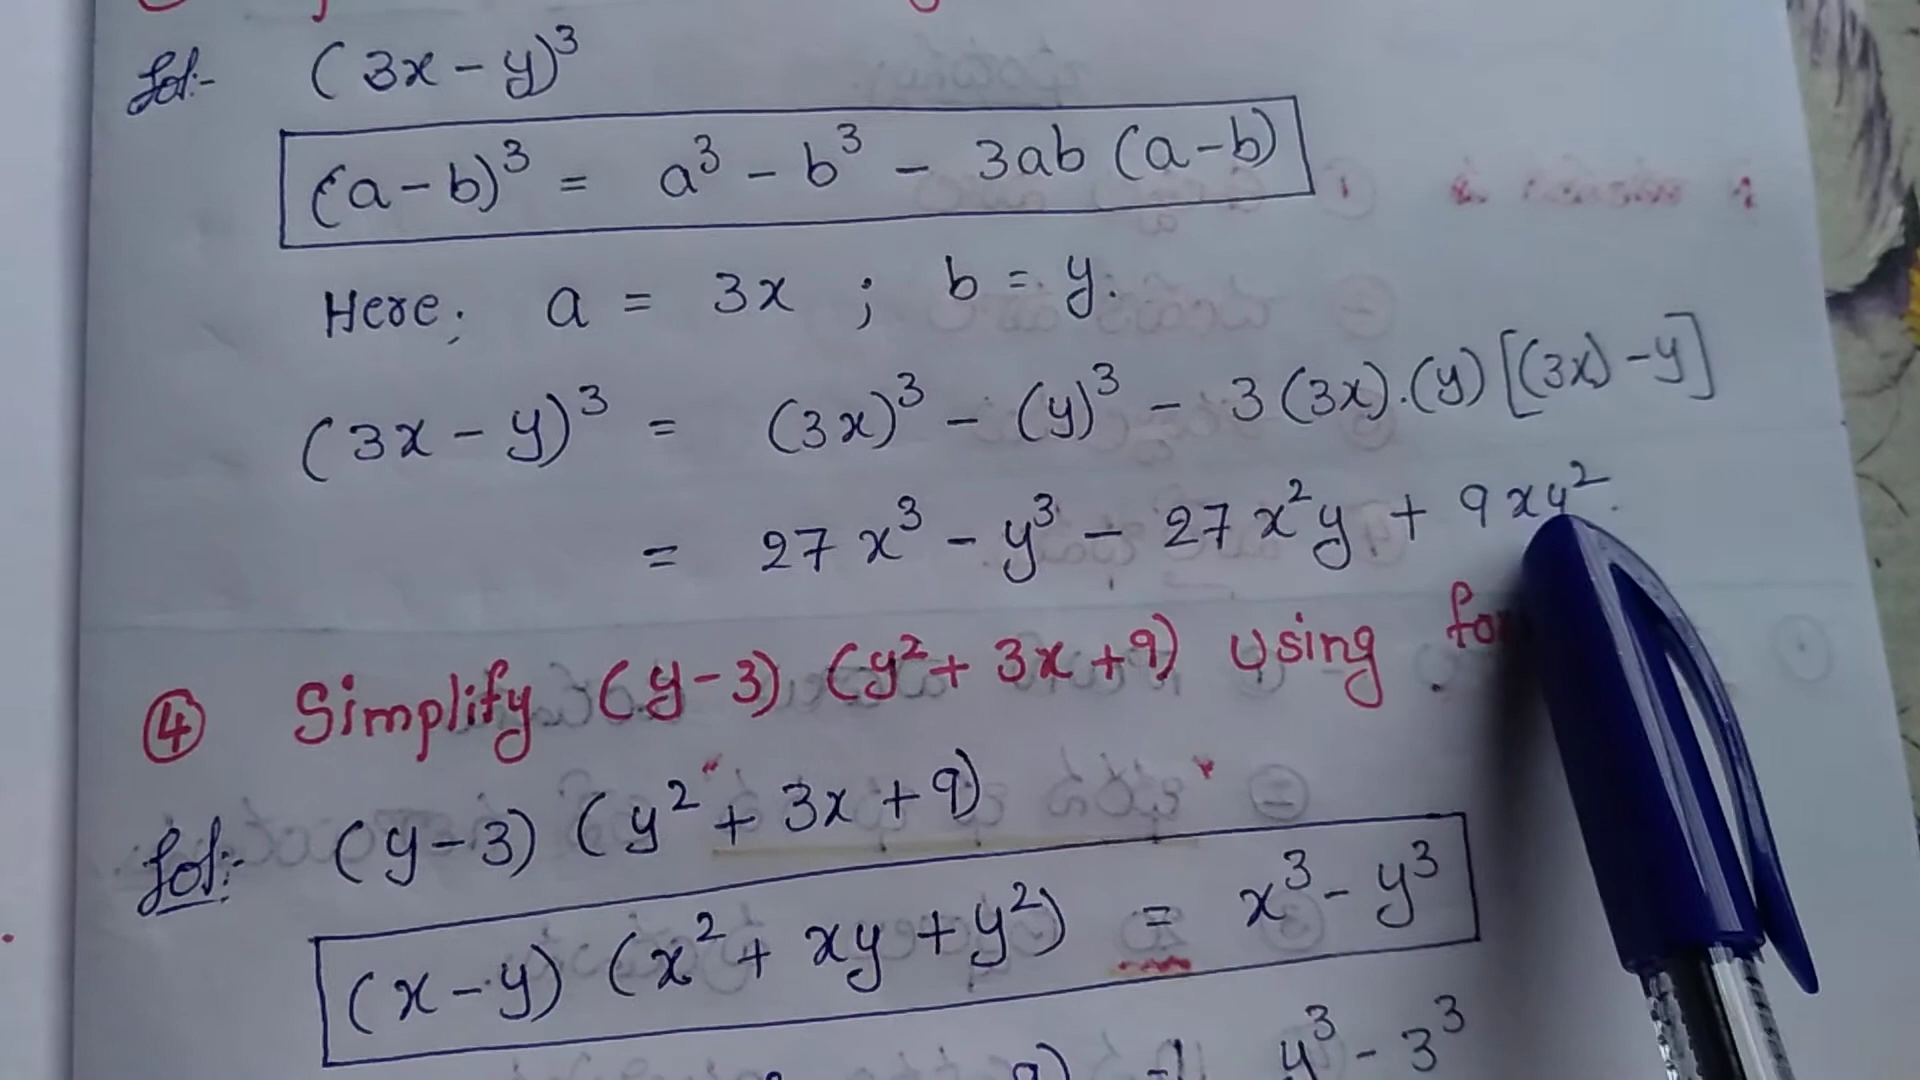 Sol:- (3x - y)³
(a - b)³ = a³ - b³ - 3ab (a - b)
Here; a = 3x ; b = y.
(3x - y)³ = (3x)³ - (y)³ - 3(3x).(y)[(3x) - y]
= 27x³ - y³ - 27x²y + 9xy².
④ Simplify (y-3) (y² + 3x + 9) using
Sol:- (y-3) (y² + 3x + 9)
(x - y) (x² + xy + y²) = x³ - y³
y³ - 3³